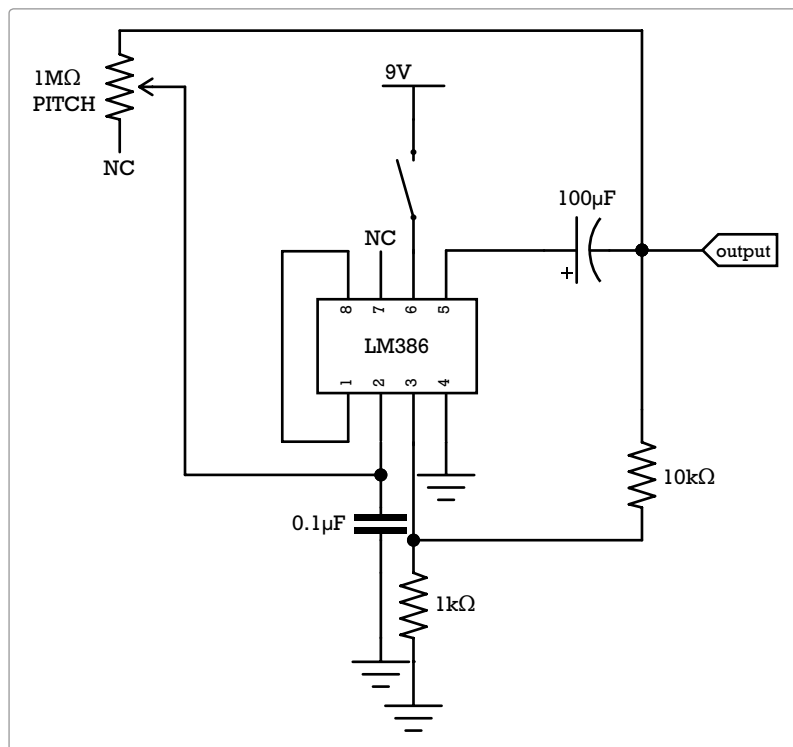 1MΩ
PITCH
NC
9V
NC
100µF
+
output
8
7
6
5
LM386
1
2
3
4
10kΩ
0.1µF
1kΩ